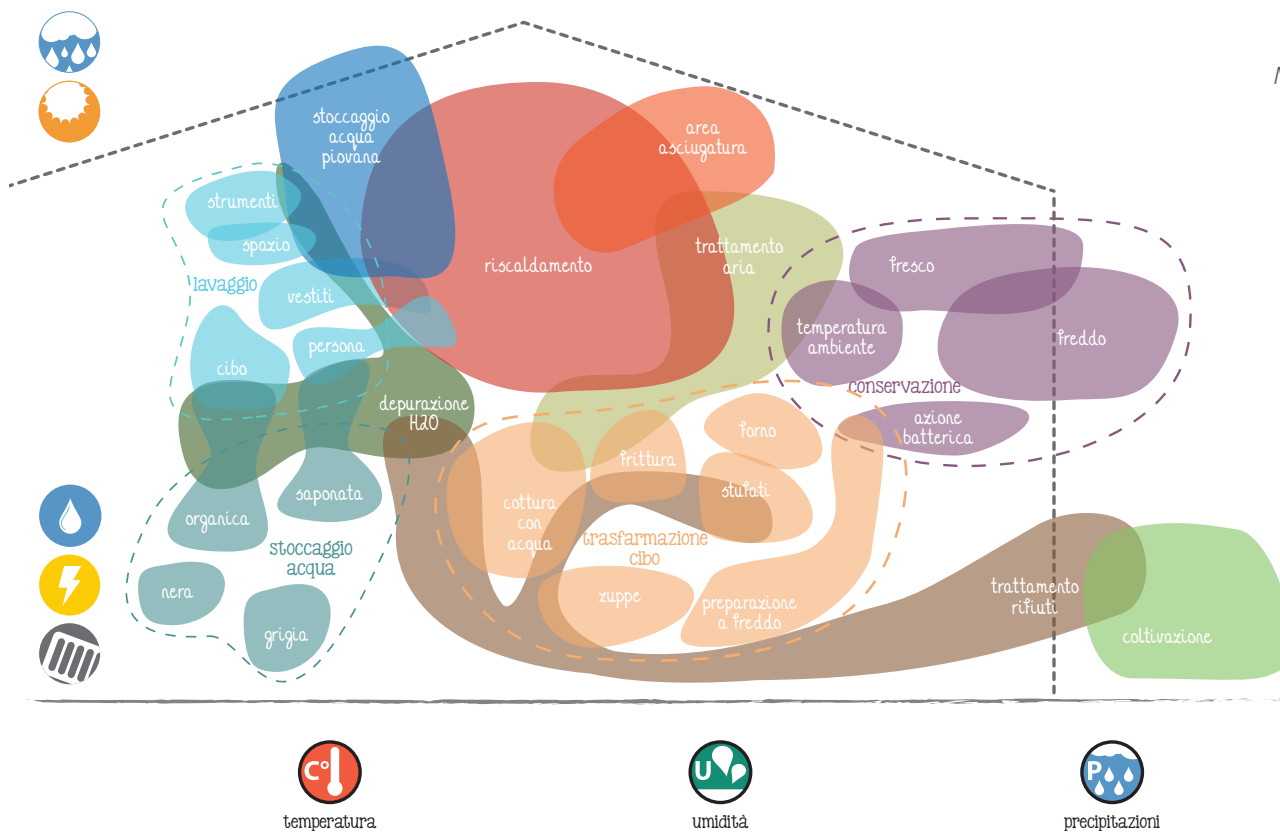 stoccaggio
acqua
piovana
area
asciugatura
strumenti
spazio
lavaggio
vestiti
persona
cibo
riscaldamento
trattamento
aria
fresco
temperatura
ambiente
freddo
conservazione
azione
batterica
depurazione
H2O
forno
frittura
stufati
cottura
con
acqua
trasfarmazione
cibo
zuppe
preparazione
a freddo
saponata
organica
stoccaggio
acqua
nera
grigia
trattamento
rifiuti
coltivazione
C°
temperatura
U
umidità
P
precipitazioni